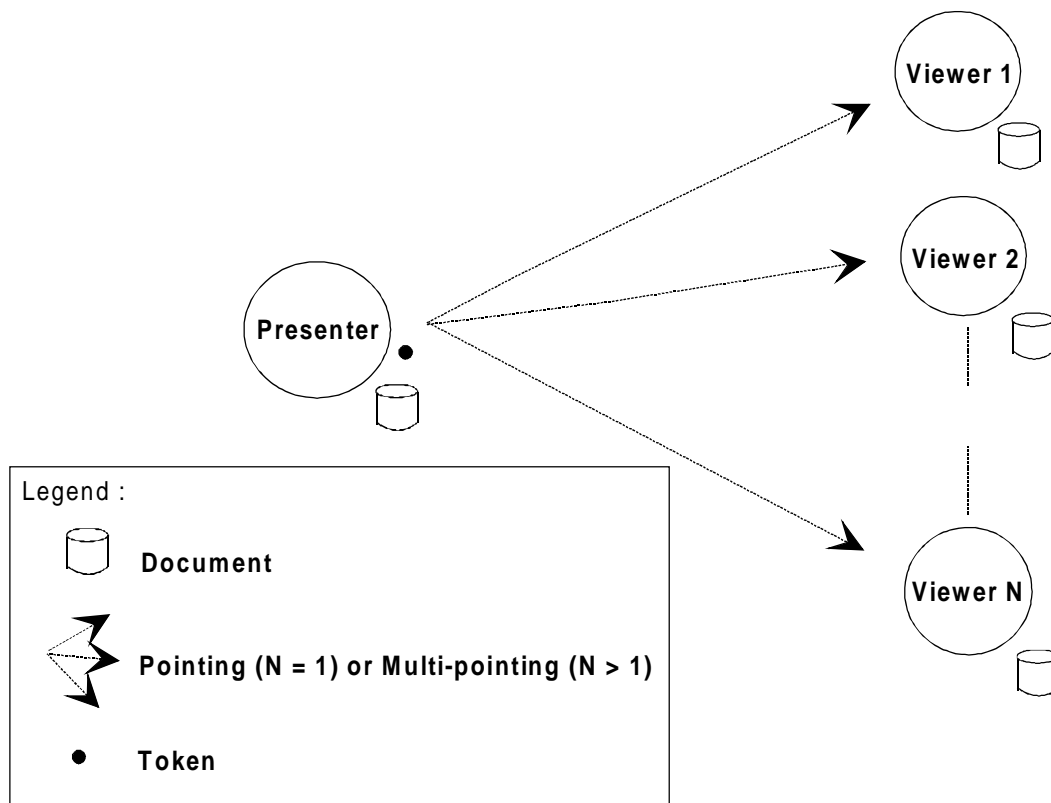 Viewer 1
Viewer 2
Presenter
Viewer N
Legend :
Document
Pointing (N = 1) or Multi-pointing (N > 1)
Token